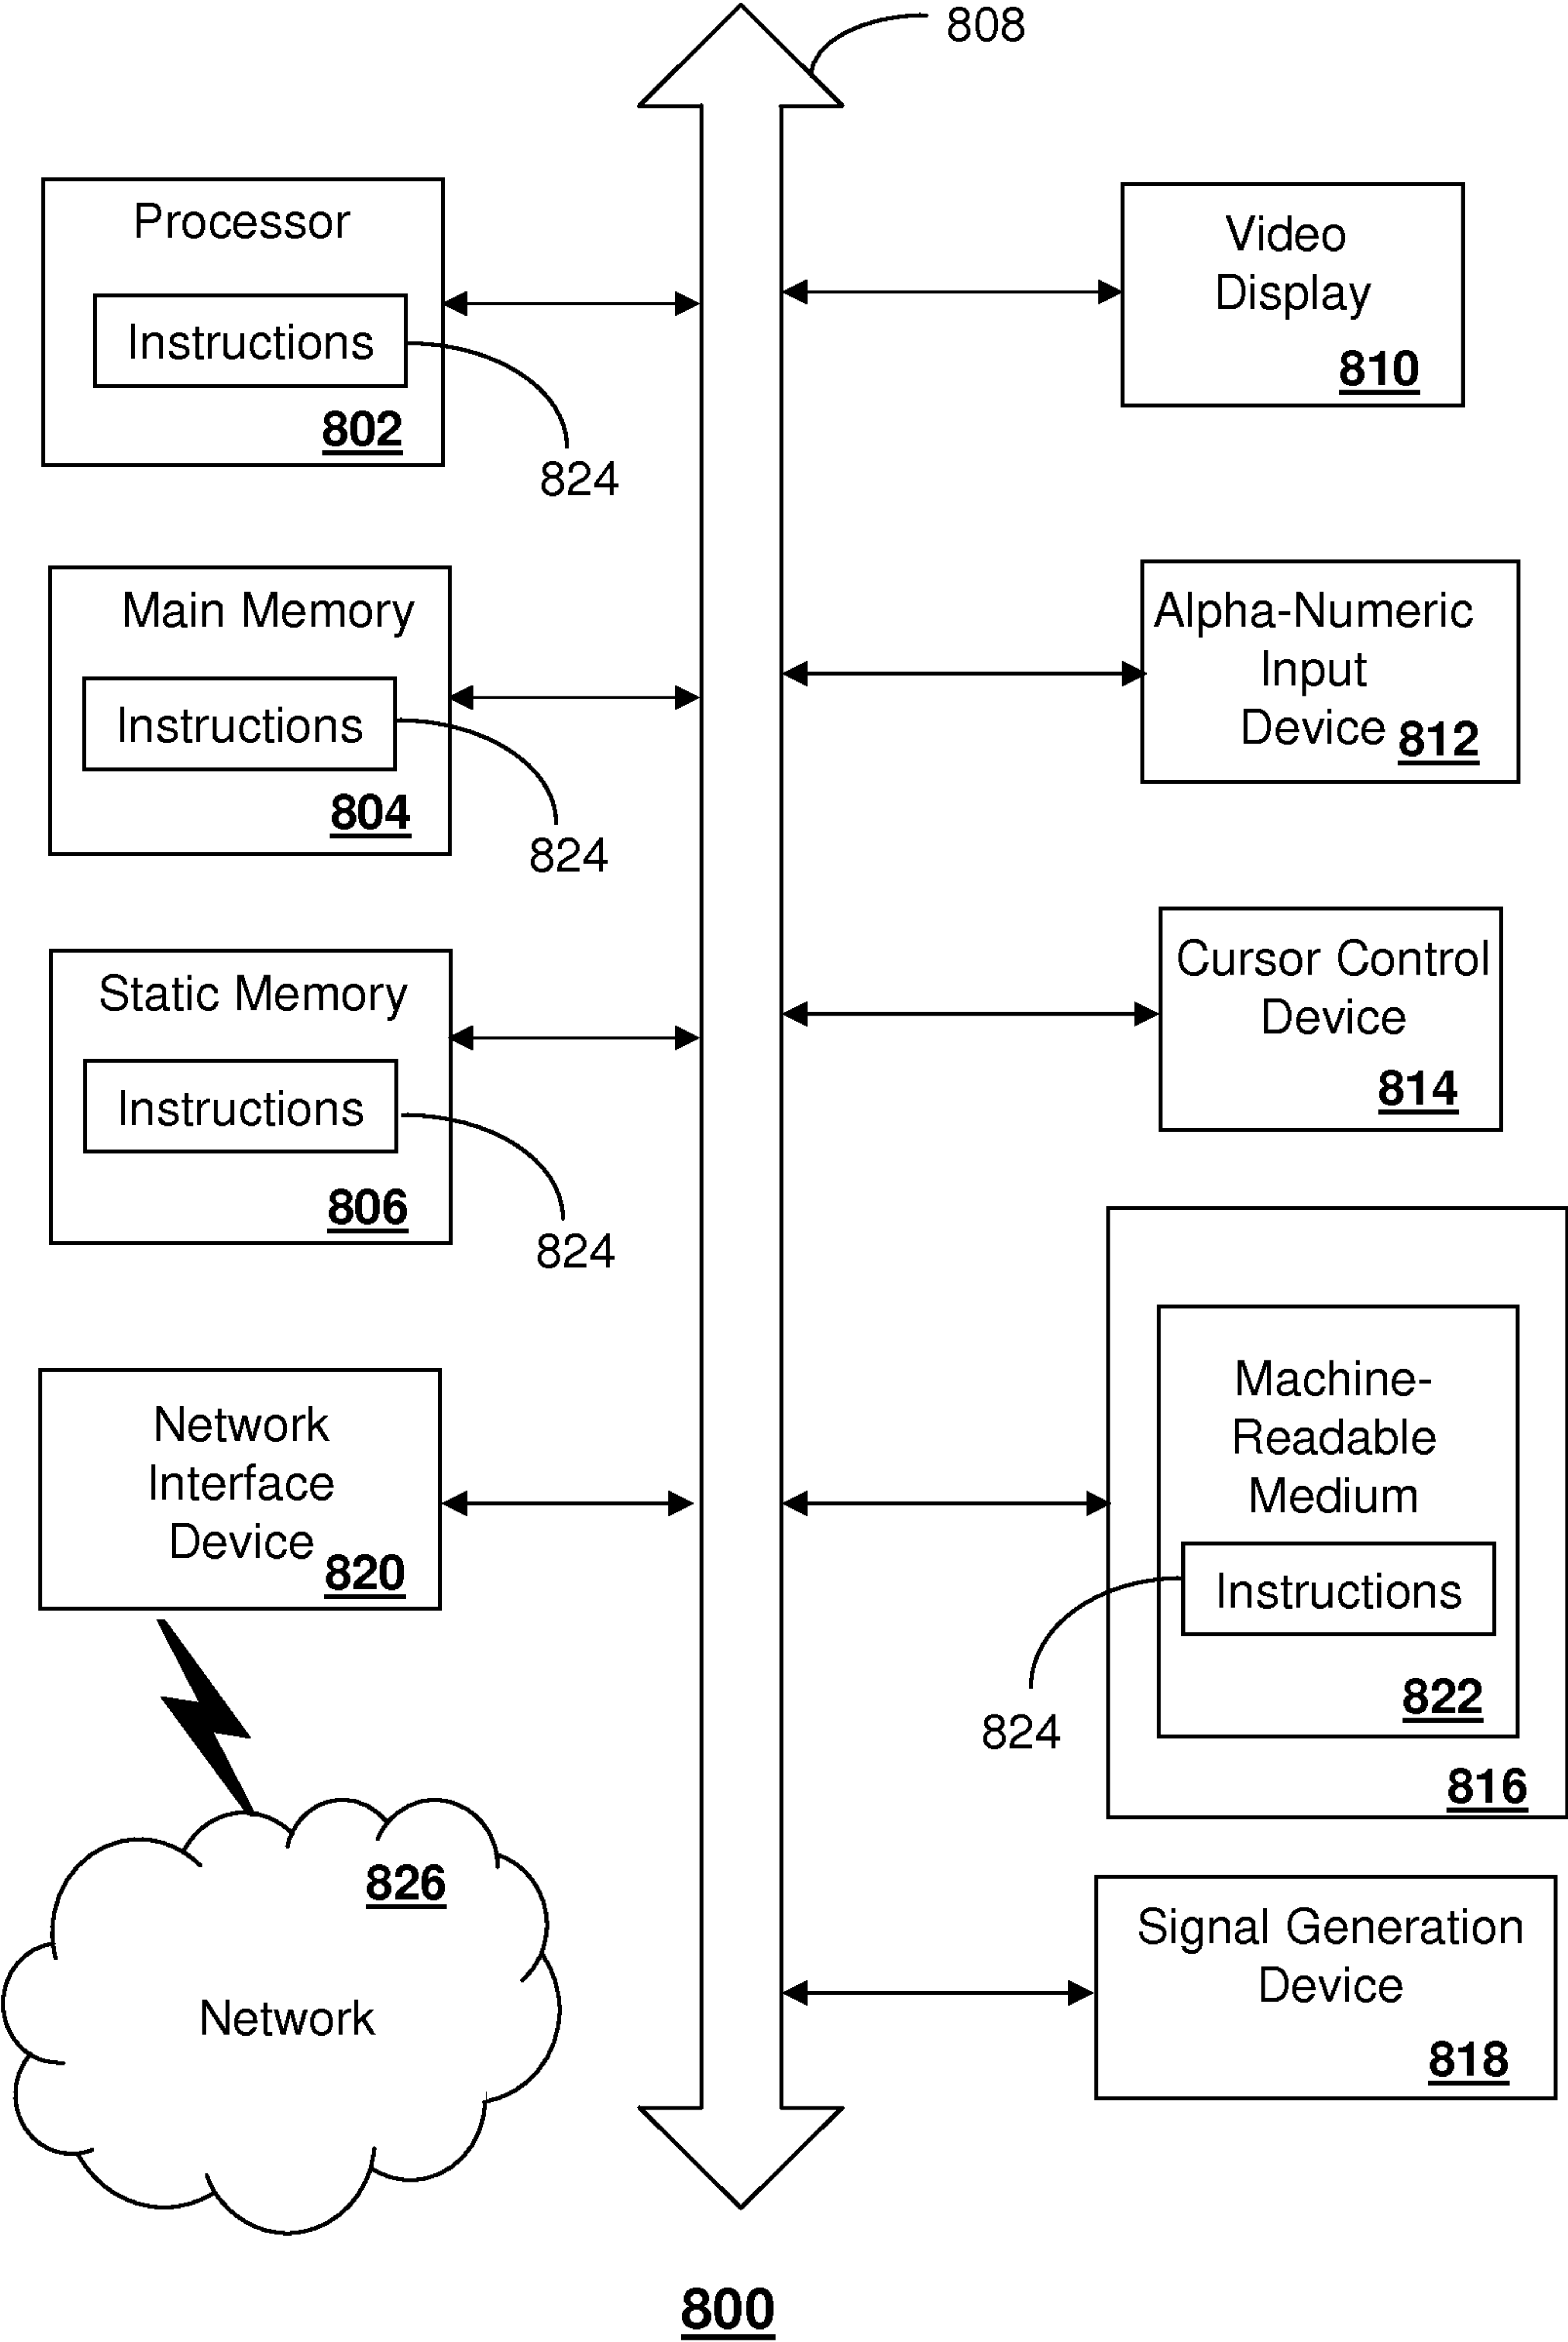 808
Processor
Instructions
802
824
Main Memory
Instructions
804
824
Static Memory
Instructions
806
824
Network
Interface
Device
820
826
Network
Video
Display
810
Alpha-Numeric
Input
Device 812
Cursor Control
Device
814
Machine-
Readable
Medium
Instructions
822
824
816
Signal Generation
Device
818
800